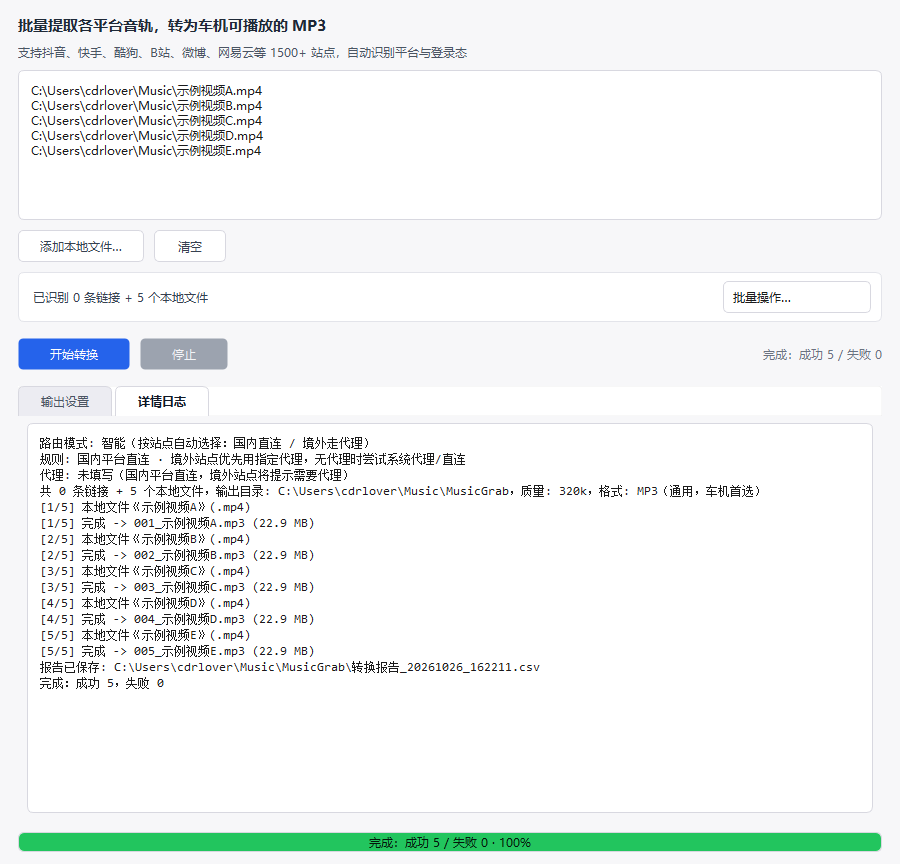 批量提取各平台音轨，转为车机可播放的 MP3
支持抖音、快手、酷狗、B站、微博、网易云等 1500+ 站点，自动识别平台与登录态
C:\Users\cdrlover\Music\示例视频A.mp4
C:\Users\cdrlover\Music\示例视频B.mp4
C:\Users\cdrlover\Music\示例视频C.mp4
C:\Users\cdrlover\Music\示例视频D.mp4
C:\Users\cdrlover\Music\示例视频E.mp4
添加本地文件... 清空
已识别 0 条链接 + 5 个本地文件 批量操作...
开始转换 停止 完成：成功 5 / 失败 0
输出设置 详情日志
路由模式: 智能（按站点自动选择：国内直连 / 境外走代理）
规则: 国内平台直连 · 境外站点优先用指定代理，无代理时尝试系统代理/直连
代理: 未填写（国内平台直连，境外站点将提示需要代理）
共 0 条链接 + 5 个本地文件，输出目录: C:\Users\cdrlover\Music\MusicGrab，质量: 320k，格式: MP3（通用，车机首选）
[1/5] 本地文件《示例视频A》(.mp4)
[1/5] 完成 -> 001_示例视频A.mp3 (22.9 MB)
[2/5] 本地文件《示例视频B》(.mp4)
[2/5] 完成 -> 002_示例视频B.mp3 (22.9 MB)
[3/5] 本地文件《示例视频C》(.mp4)
[3/5] 完成 -> 003_示例视频C.mp3 (22.9 MB)
[4/5] 本地文件《示例视频D》(.mp4)
[4/5] 完成 -> 004_示例视频D.mp3 (22.9 MB)
[5/5] 本地文件《示例视频E》(.mp4)
[5/5] 完成 -> 005_示例视频E.mp3 (22.9 MB)
报告已保存: C:\Users\cdrlover\Music\MusicGrab\转换报告_20261026_162211.csv
完成：成功 5，失败 0
完成：成功 5 / 失败 0 · 100%